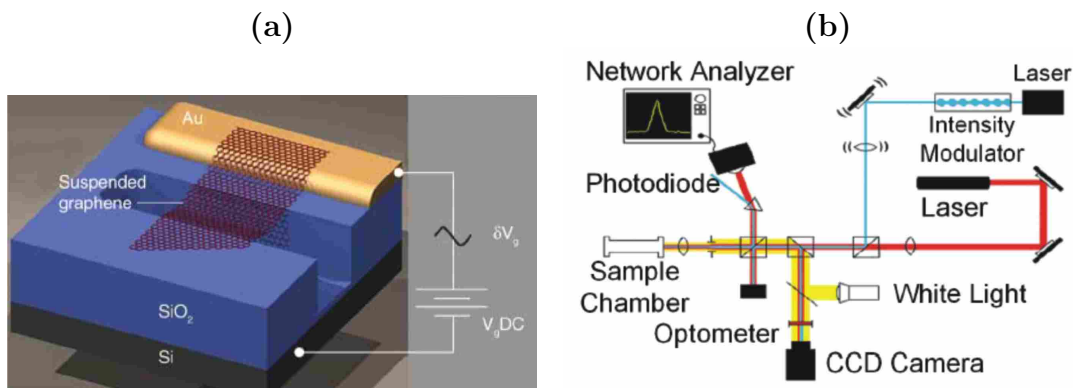 (a)
Au
Suspended
graphene
δVg
SiO2
VgDC
Si
(b)
Network Analyzer
Laser
Intensity
Modulator
Photodiode
Laser
Sample
Chamber
White Light
Optometer
CCD Camera